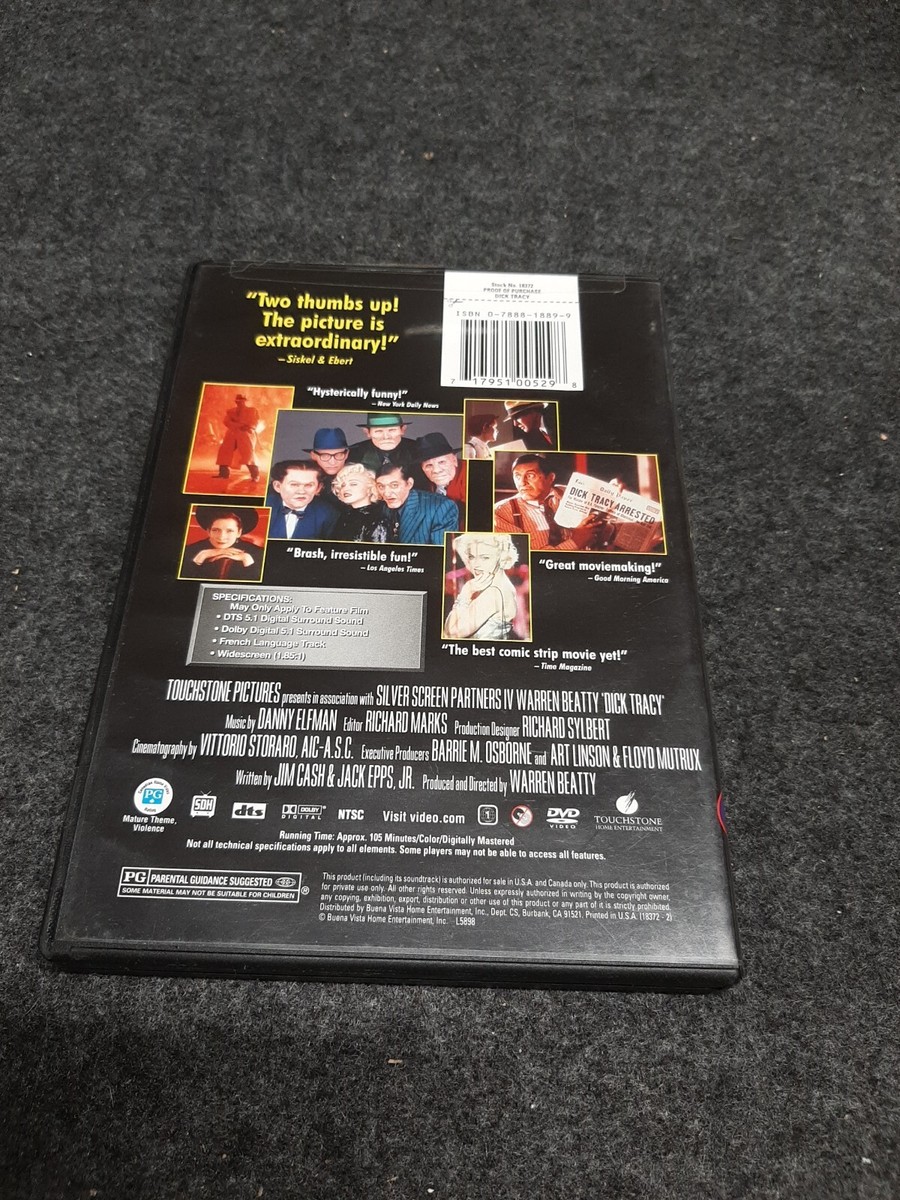 "Two thumbs up!
The picture is
extraordinary!"
– Siskel & Ebert
Stock No. 18372
PROOF OF PURCHASE
DICK TRACY
ISBN 0-7888-1889-9
7 17951 00529 8
"Hysterically funny!"
– New York Daily News
DICK TRACY ARRESTED
"Brash, irresistible fun!"
– Los Angeles Times
"Great moviemaking!"
– Good Morning America
SPECIFICATIONS:
May Only Apply To Feature Film
• DTS 5.1 Digital Surround Sound
• Dolby Digital 5.1 Surround Sound
• French Language Track
• Widescreen (1.85:1)
"The best comic strip movie yet!"
– Time Magazine
TOUCHSTONE PICTURES presents in association with SILVER SCREEN PARTNERS IV WARREN BEATTY 'DICK TRACY'
Music by DANNY ELFMAN Editor RICHARD MARKS Production Designer RICHARD SYLBERT
Cinematography by VITTORIO STORARO, AIC-A.S.C. Executive Producers BARRIE M. OSBORNE and ART LINSON & FLOYD MUTRUX
Written by JIM CASH & JACK EPPS, JR. Produced and Directed by WARREN BEATTY
PG
Mature Theme,
Violence
SDH
dts
DOLBY
DIGITAL
NTSC
Visit video.com
1
DVD
VIDEO
TOUCHSTONE
HOME ENTERTAINMENT
Running Time: Approx. 105 Minutes/Color/Digitally Mastered
Not all technical specifications apply to all elements. Some players may not be able to access all features.
PG PARENTAL GUIDANCE SUGGESTED
SOME MATERIAL MAY NOT BE SUITABLE FOR CHILDREN ®
This product (including its soundtrack) is authorized for sale in U.S.A. and Canada only. This product is authorized
for private use only. All other rights reserved. Unless expressly authorized in writing by the copyright owner,
any copying, exhibition, export, distribution or other use of this product or any part of it is strictly prohibited.
Distributed by Buena Vista Home Entertainment, Inc., Dept. CS, Burbank, CA 91521. Printed in U.S.A. (18372 - 2)
© Buena Vista Home Entertainment, Inc. L5898